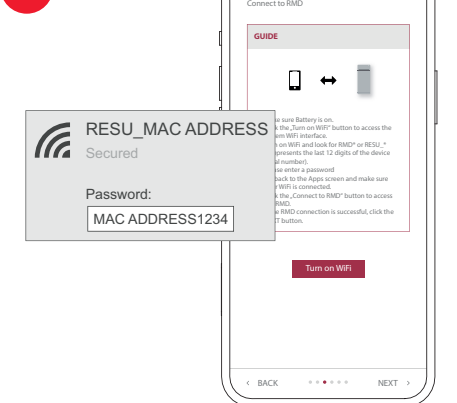 Connect to RMD
GUIDE
sure Battery is on.
the „Turn on WiFi" button to access the
WiFi interface.
on WiFi and look for RMD* or RESU_*
represents the last 12 digits of the device
number).
enter a password
back to the Apps screen and make sure
WiFi is connected.
the „Connect to RMD" button to access
RMD.
RMD connection is successful, click the
button.
RESU_MAC ADDRESS
Secured
Password:
MAC ADDRESS1234
Turn on WiFi
‹ BACK
NEXT ›